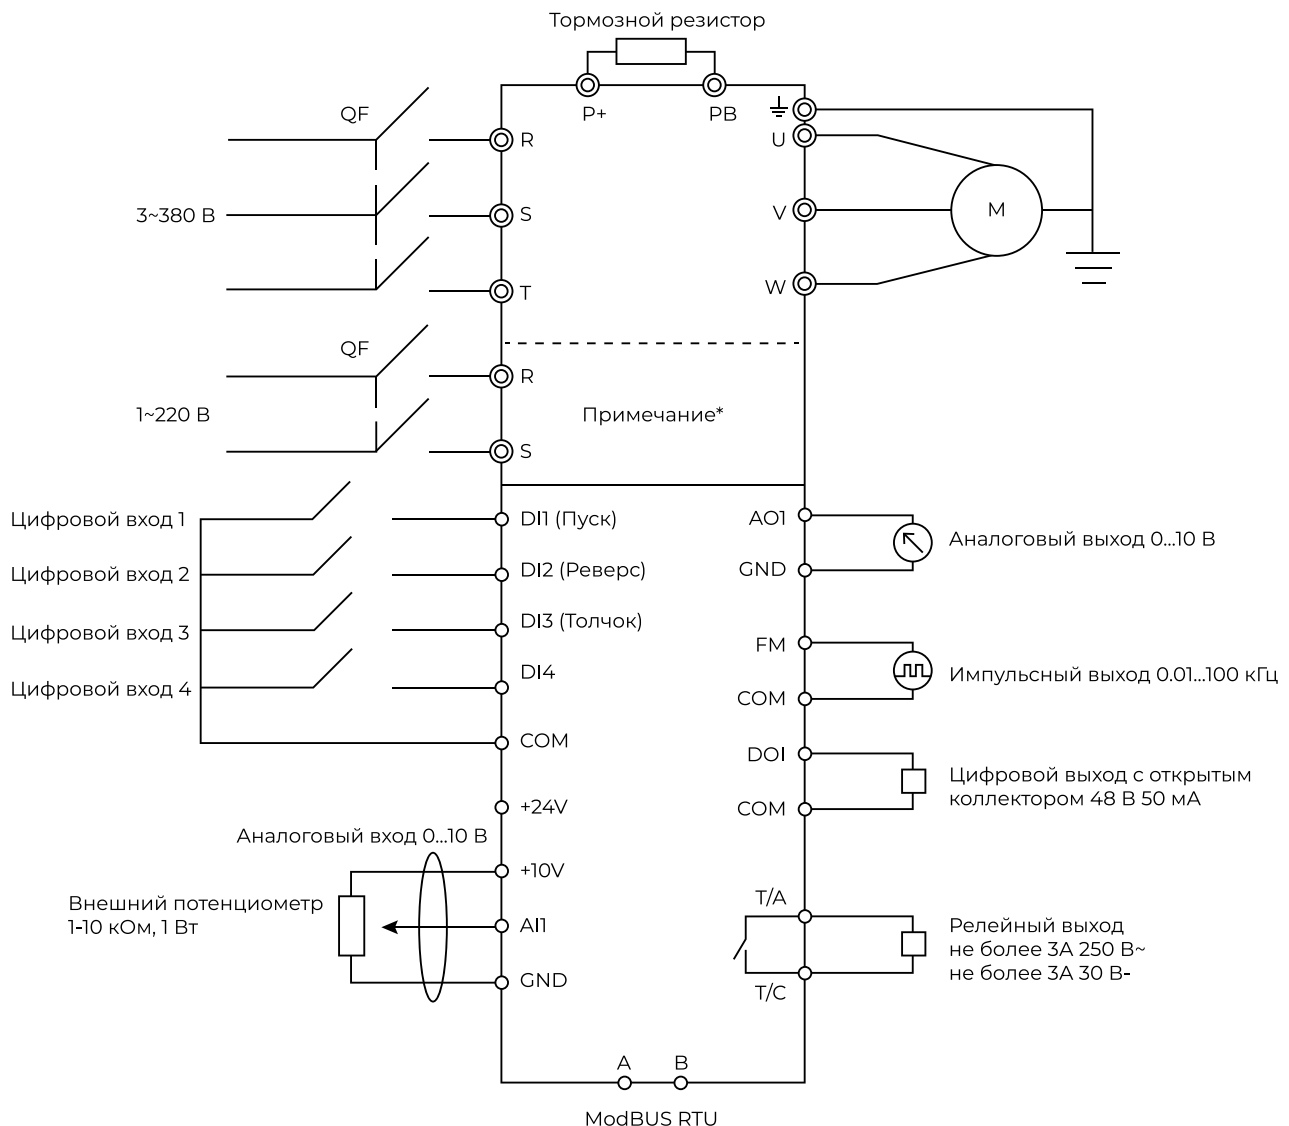 Тормозной резистор
P+
PB
QF
R
U
3~380 В
S
V
M
T
W
QF
R
1~220 В
Примечание*
S
Цифровой вход 1
DI1 (Пуск)
AO1
Аналоговый выход 0...10 В
Цифровой вход 2
DI2 (Реверс)
GND
Цифровой вход 3
DI3 (Толчок)
FM
Импульсный выход 0.01...100 кГц
Цифровой вход 4
DI4
COM
COM
DOI
Цифровой выход с открытым
коллектором 48 В 50 мА
+24V
COM
Аналоговый вход 0...10 В
+10V
Внешний потенциометр
1-10 кОм, 1 Вт
AI1
GND
T/A
Релейный выход
не более 3А 250 В~
не более 3А 30 В-
T/C
A
B
ModBUS RTU